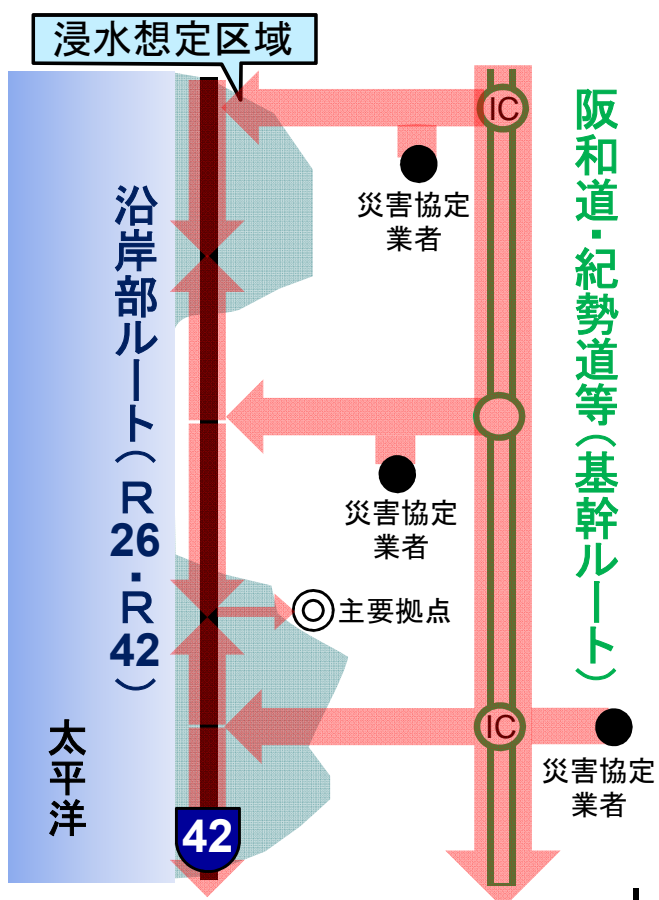 浸水想定区域
IC
災害協定
業者
阪和道・紀勢道等(基幹ルート)
沿岸部ルート(R26・R42)
災害協定
業者
主要拠点
IC
災害協定
業者
太平洋
42